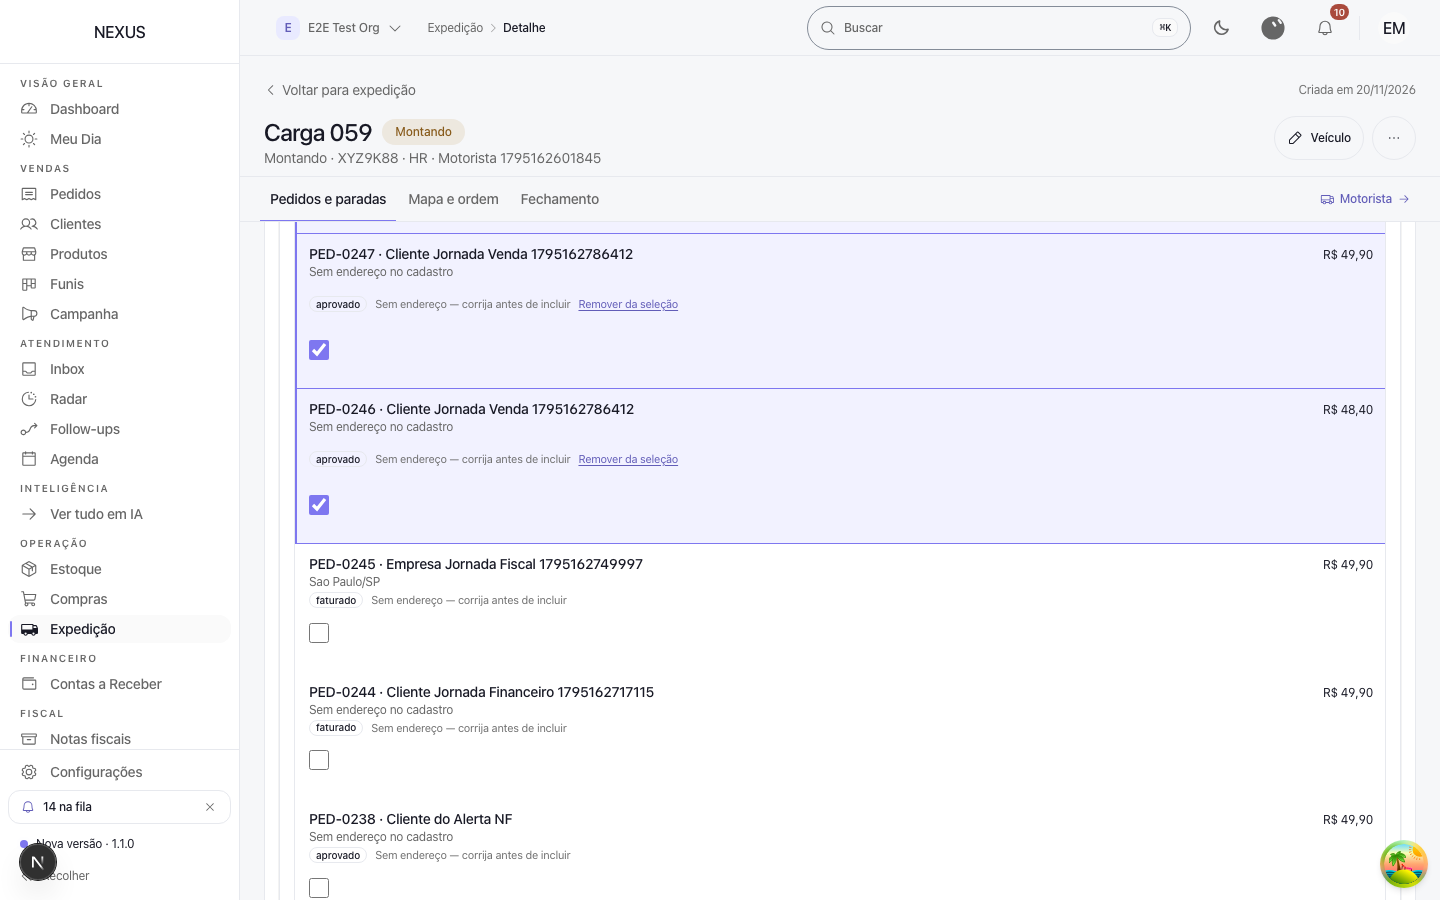 NEXUS
VISÃO GERAL
Dashboard
Meu Dia
VENDAS
Pedidos
Clientes
Produtos
Funis
Campanha
ATENDIMENTO
Inbox
Radar
Follow-ups
Agenda
INTELIGÊNCIA
Ver tudo em IA
OPERAÇÃO
Estoque
Compras
Expedição
FINANCEIRO
Contas a Receber
FISCAL
Notas fiscais
Configurações
14 na fila
Nova versão · 1.1.0
N
E E2E Test Org
Expedição > Detalhe
Buscar ⌘K
10
EM
Voltar para expedição
Criada em 20/11/2026
Carga 059 Montando
Montando · XYZ9K88 · HR · Motorista 1795162601845
Veículo
...
Pedidos e paradas Mapa e ordem Fechamento
Motorista →
PED-0247 · Cliente Jornada Venda 1795162786412 R$ 49,90
Sem endereço no cadastro
aprovado Sem endereço — corrija antes de incluir Remover da seleção
PED-0246 · Cliente Jornada Venda 1795162786412 R$ 48,40
Sem endereço no cadastro
aprovado Sem endereço — corrija antes de incluir Remover da seleção
PED-0245 · Empresa Jornada Fiscal 1795162749997 R$ 49,90
Sao Paulo/SP
faturado Sem endereço — corrija antes de incluir
PED-0244 · Cliente Jornada Financeiro 1795162717115 R$ 49,90
Sem endereço no cadastro
faturado Sem endereço — corrija antes de incluir
PED-0238 · Cliente do Alerta NF R$ 49,90
Sem endereço no cadastro
aprovado Sem endereço — corrija antes de incluir